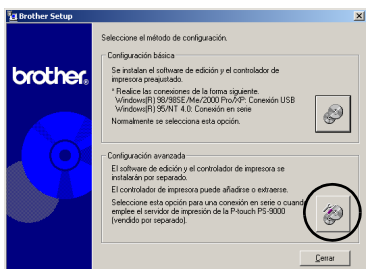 Brother Setup
Seleccione el método de configuración.
brother®
Configuración básica
Se instalan el software de edición y el controlador de
impresora preajustado.
* Realice las conexiones de la forma siguiente.
Windows(R) 98/98SE/Me/2000 Pro/XP: Conexión USB
Windows(R) 95/NT 4.0: Conexión en serie
Normalmente se selecciona esta opción.
Configuración avanzada
El software de edición y el controlador de impresora se
instalarán por separado.
El controlador de impresora puede añadirse o extraerse.
Seleccione esta opción para una conexión en serie o cuando
emplee el servidor de impresión de la P-touch PS-9000
(vendido por separado).
Cerrar